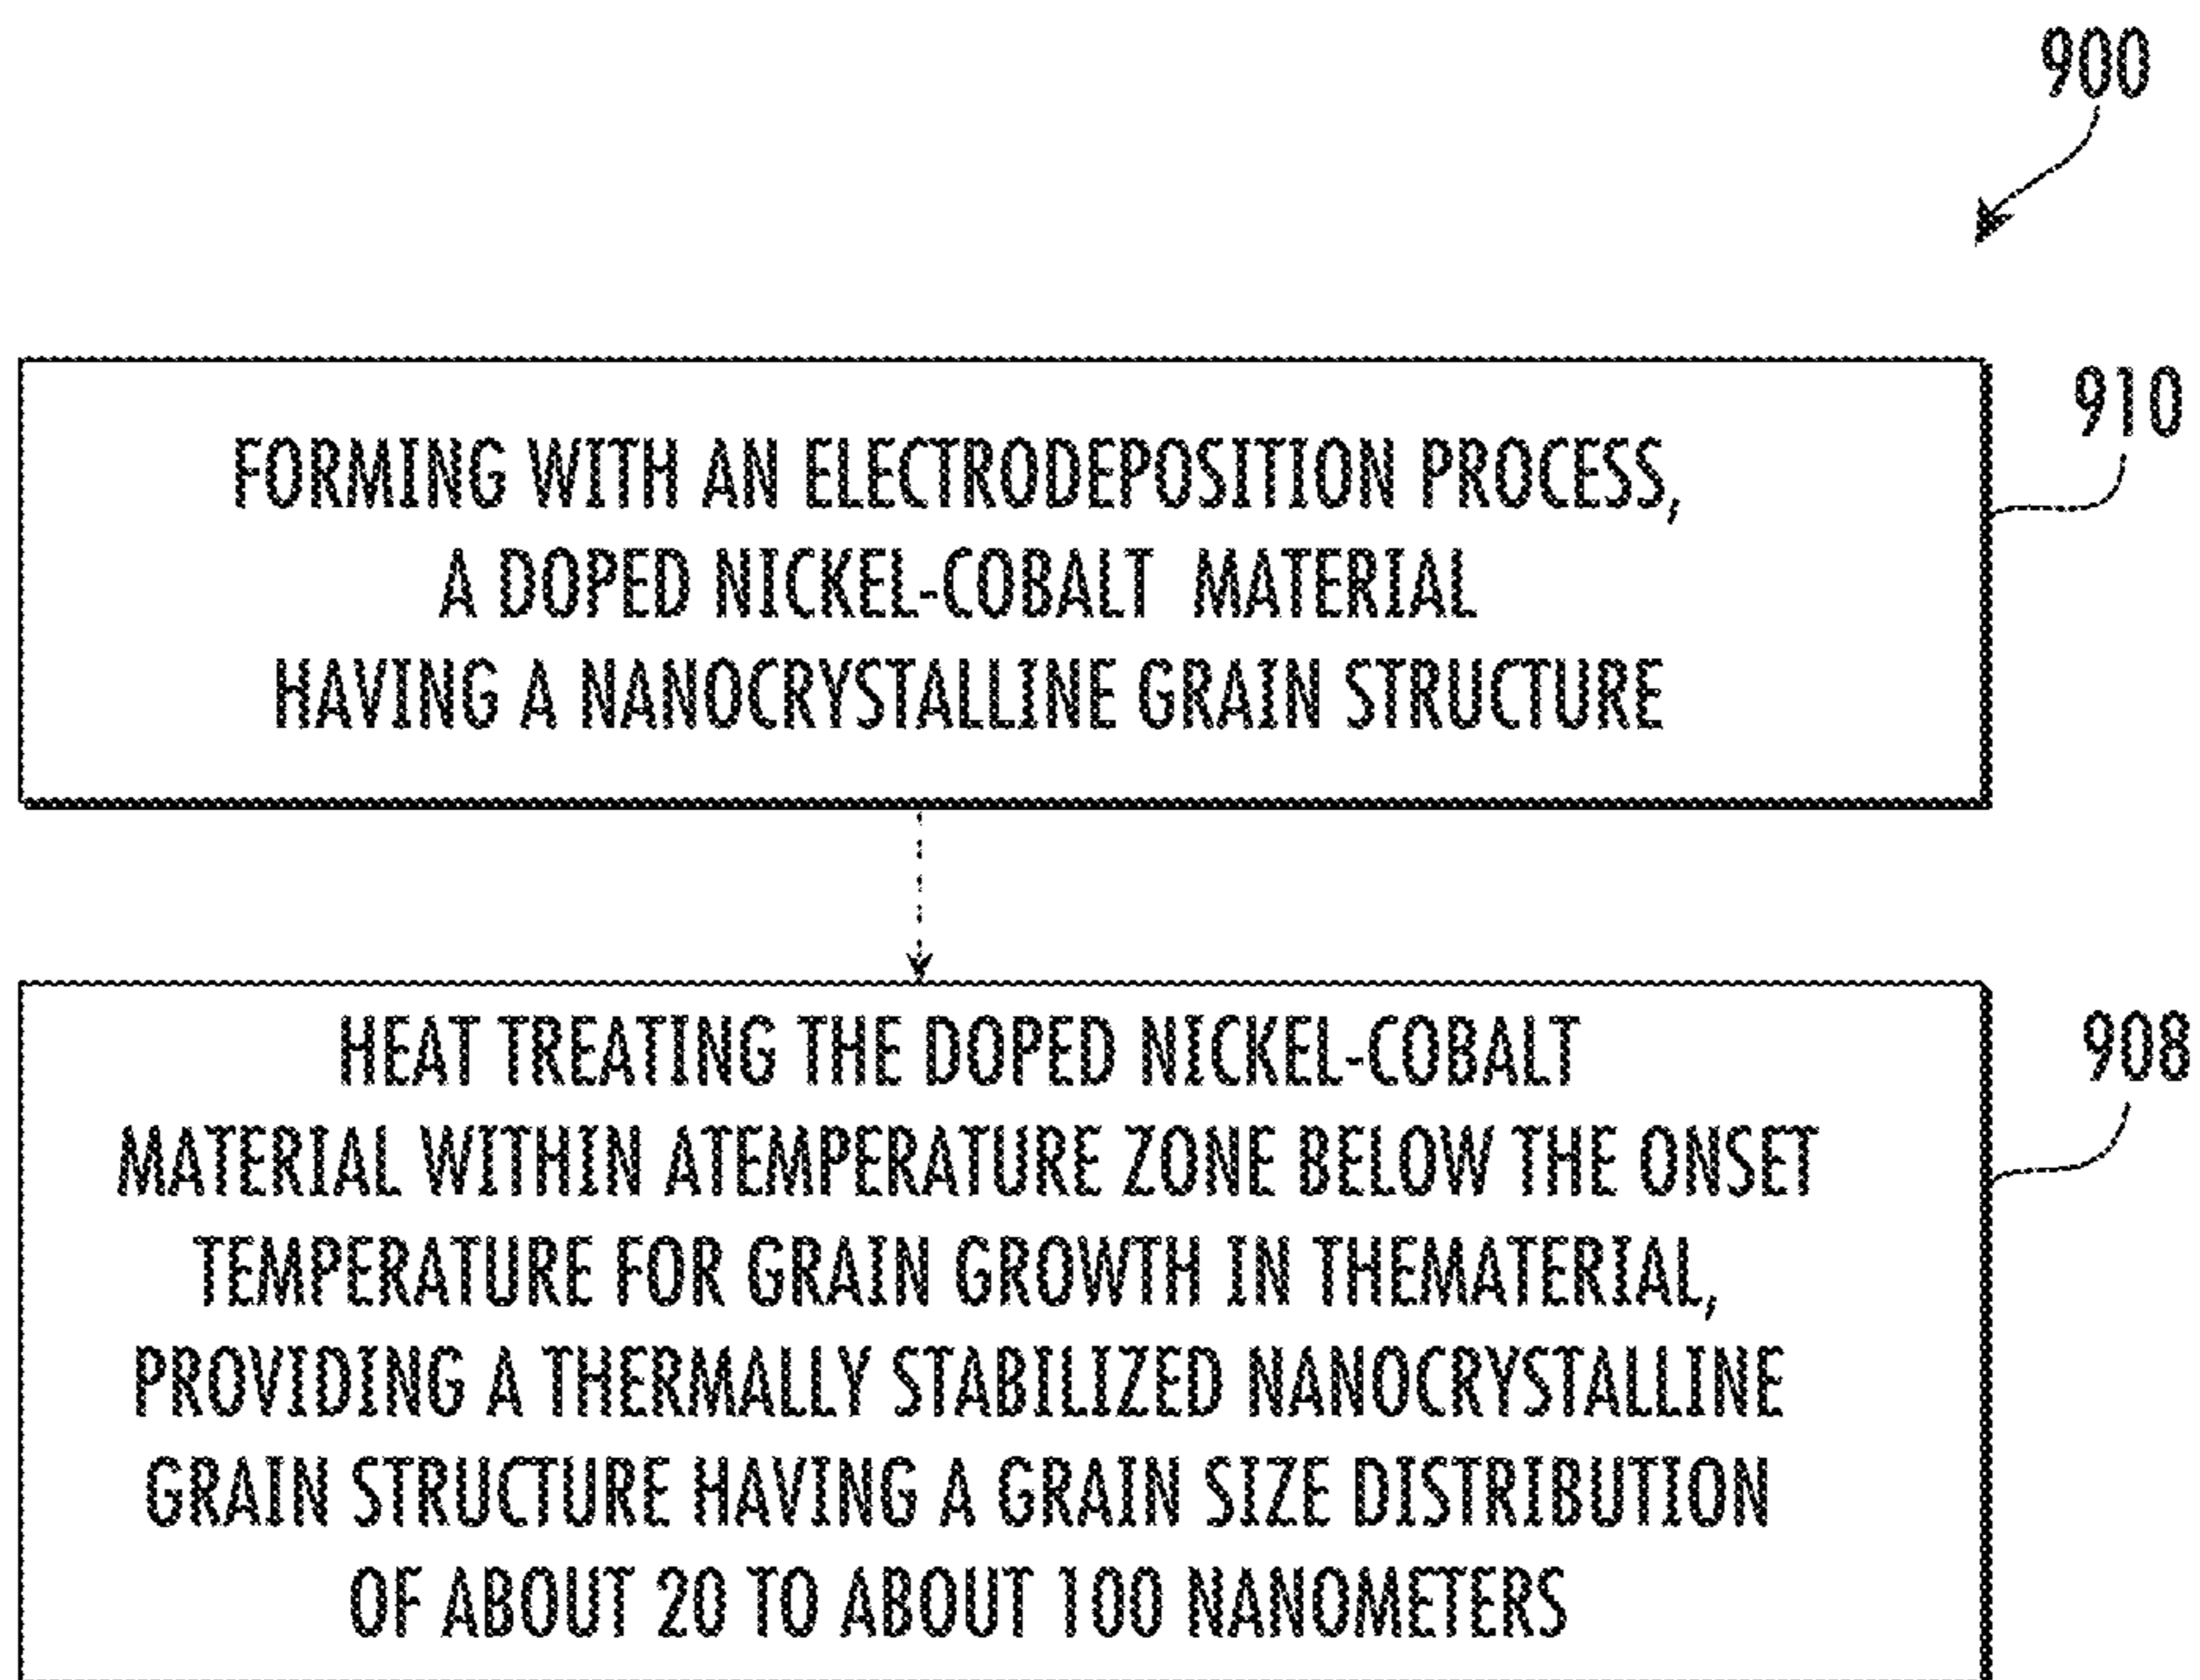 900
910
FORMING WITH AN ELECTRODEPOSITION PROCESS,
A DOPED NICKEL-COBALT MATERIAL
HAVING A NANOCRYSTALLINE GRAIN STRUCTURE
908
HEAT TREATING THE DOPED NICKEL-COBALT
MATERIAL WITHIN ATEMPERATURE ZONE BELOW THE ONSET
TEMPERATURE FOR GRAIN GROWTH IN THEMATERIAL,
PROVIDING A THERMALLY STABILIZED NANOCRYSTALLINE
GRAIN STRUCTURE HAVING A GRAIN SIZE DISTRIBUTION
OF ABOUT 20 TO ABOUT 100 NANOMETERS